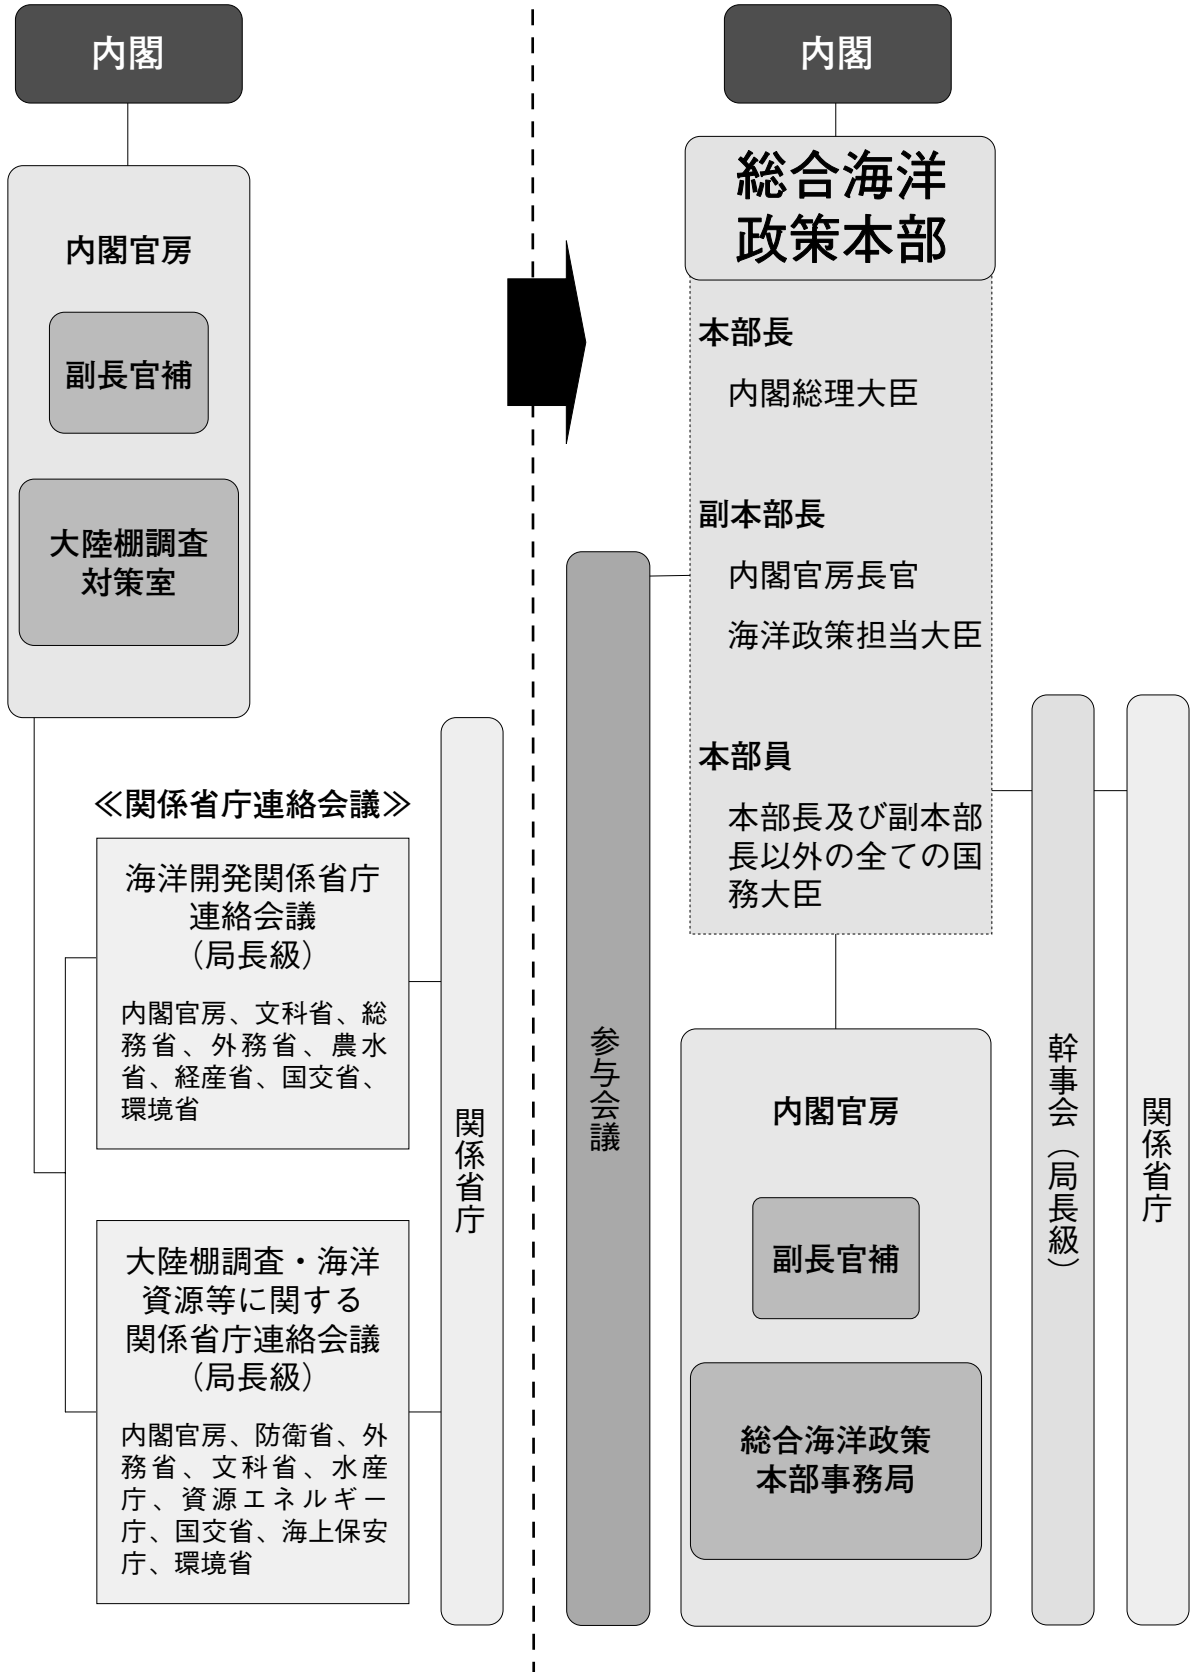 内閣
内閣官房
副長官補
大陸棚調査
対策室
≪関係省庁連絡会議≫
海洋開発関係省庁
連絡会議
（局長級）
内閣官房、文科省、総
務省、外務省、農水
省、経産省、国交省、
環境省
大陸棚調査・海洋
資源等に関する
関係省庁連絡会議
（局長級）
内閣官房、防衛省、外
務省、文科省、水産
庁、資源エネルギー
庁、国交省、海上保安
庁、環境省
関係省庁
内閣
総合海洋
政策本部
本部長
内閣総理大臣
副本部長
内閣官房長官
海洋政策担当大臣
本部員
本部長及び副本部
長以外の全ての国
務大臣
参与会議
内閣官房
副長官補
総合海洋政策
本部事務局
幹事会（局長級）
関係省庁